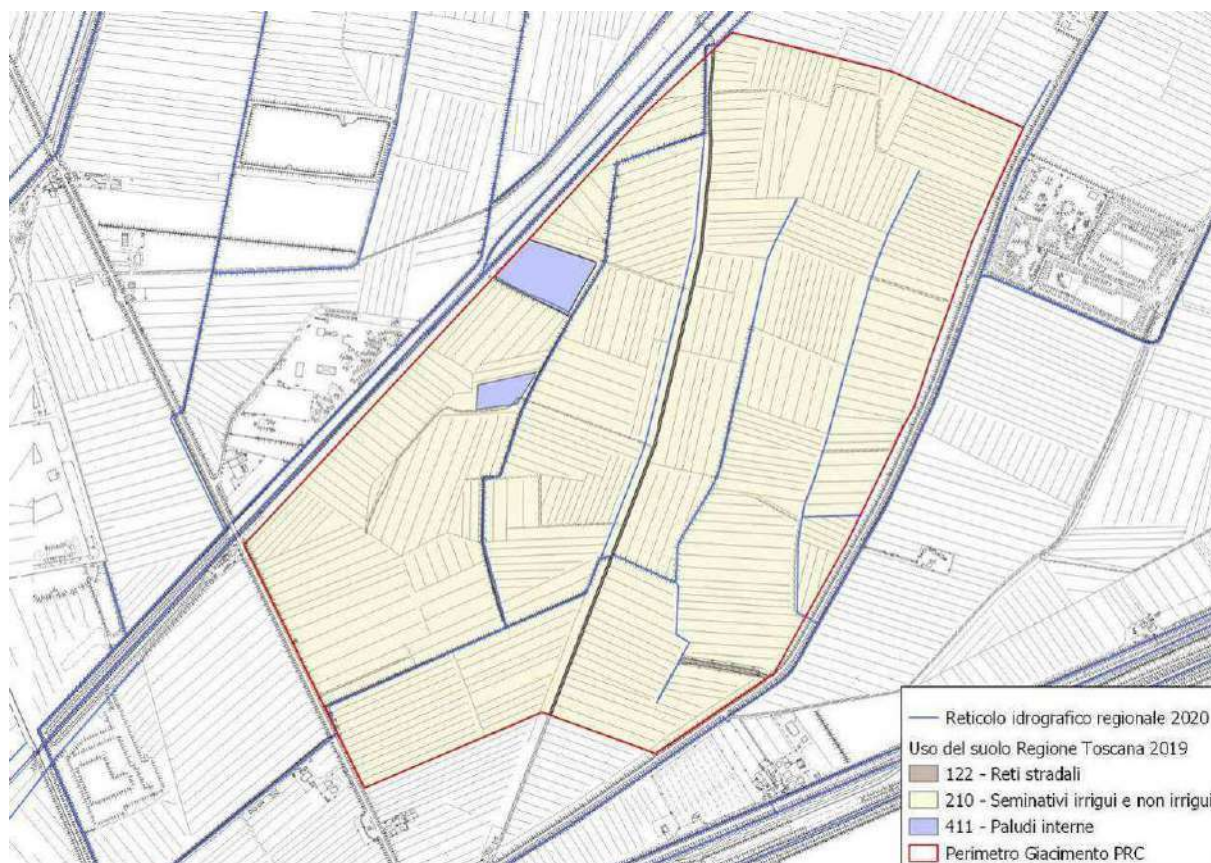 Reticolo idrografico regionale 2020
Uso del suolo Regione Toscana 2019
122 - Reti stradali
210 - Seminativi irrigui e non irrigui
411 - Paludi interne
Perimetro Giacimento PRC